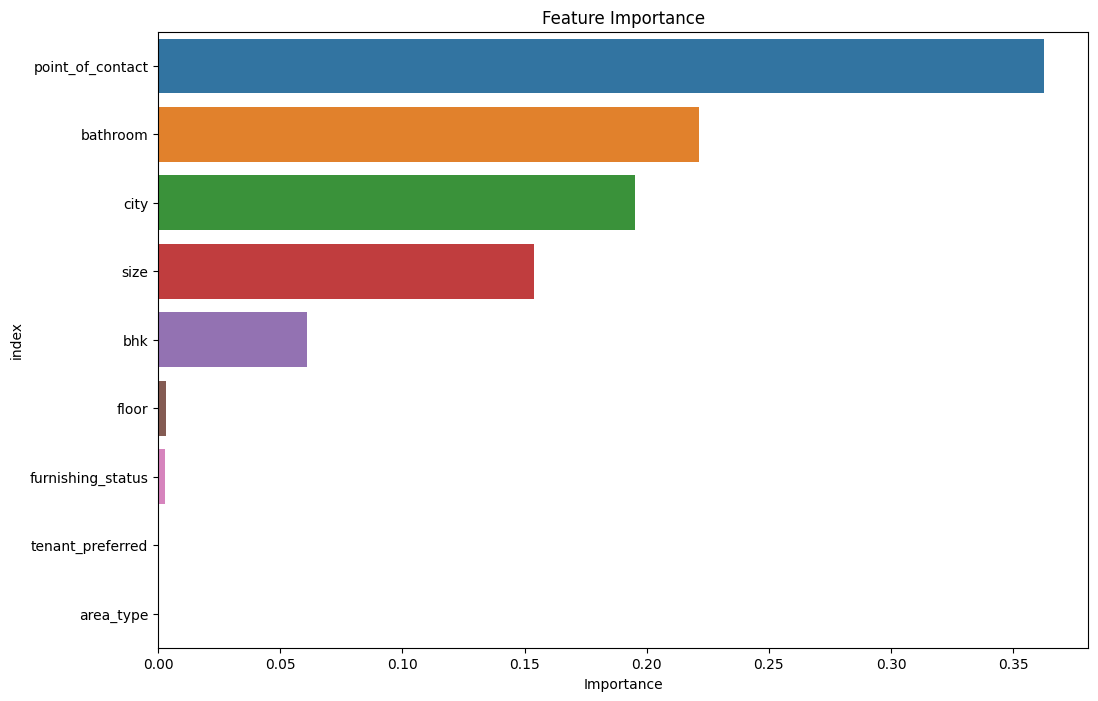 Feature Importance
point_of_contact
bathroom
city
size
bhk
floor
furnishing_status
tenant_preferred
area_type
index
0.00 0.05 0.10 0.15 0.20 0.25 0.30 0.35
Importance